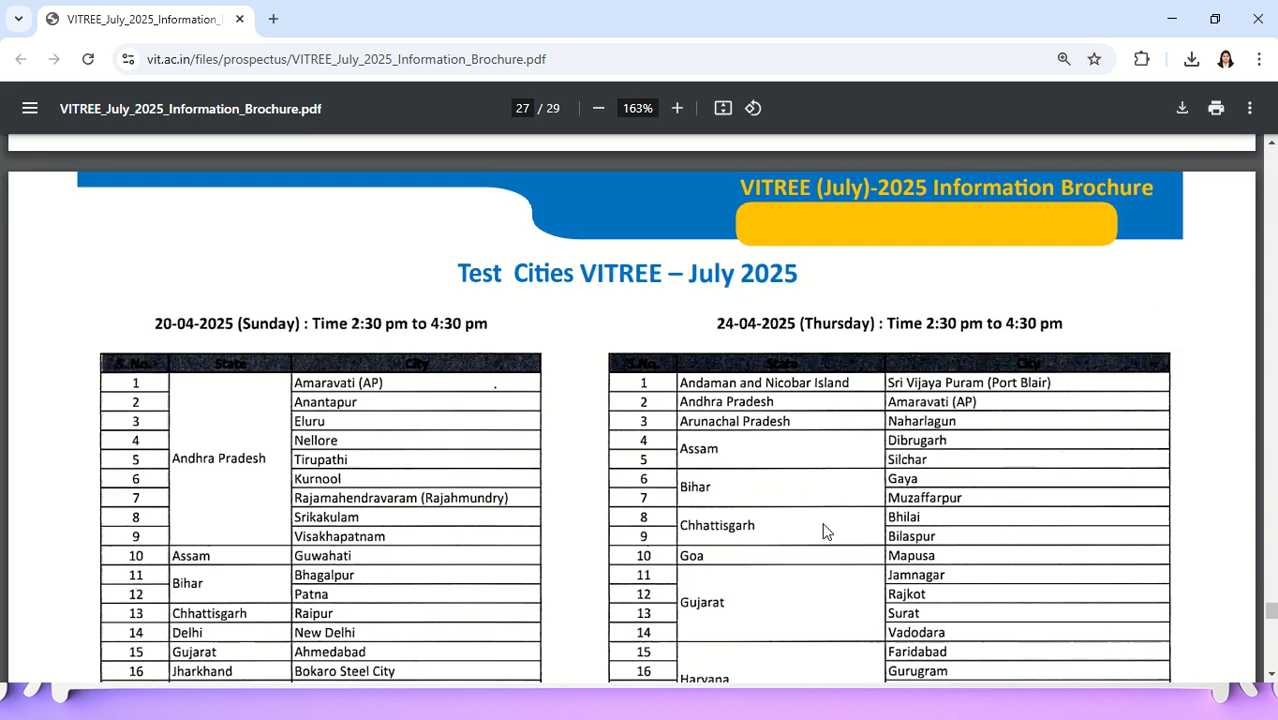 VITREE_July_2025_Information_
vit.ac.in/files/prospectus/VITREE_July_2025_Information_Brochure.pdf
VITREE_July_2025_Information_Brochure.pdf
27 / 29
163%
VITREE (July)-2025 Information Brochure
Test Cities VITREE – July 2025
20-04-2025 (Sunday) : Time 2:30 pm to 4:30 pm
S.No. State City
1 Amaravati (AP)
2 Anantapur
3 Eluru
4 Nellore
5 Andhra Pradesh Tirupathi
6 Kurnool
7 Rajamahendravaram (Rajahmundry)
8 Srikakulam
9 Visakhapatnam
10 Assam Guwahati
11 Bihar Bhagalpur
12 Patna
13 Chhattisgarh Raipur
14 Delhi New Delhi
15 Gujarat Ahmedabad
16 Jharkhand Bokaro Steel City
24-04-2025 (Thursday) : Time 2:30 pm to 4:30 pm
S.No. State City
1 Andaman and Nicobar Island Sri Vijaya Puram (Port Blair)
2 Andhra Pradesh Amaravati (AP)
3 Arunachal Pradesh Naharlagun
4 Assam Dibrugarh
5 Silchar
6 Bihar Gaya
7 Muzaffarpur
8 Chhattisgarh Bhilai
9 Bilaspur
10 Goa Mapusa
11 Jamnagar
12 Gujarat Rajkot
13 Surat
14 Vadodara
15 Faridabad
16 Haryana Gurugram